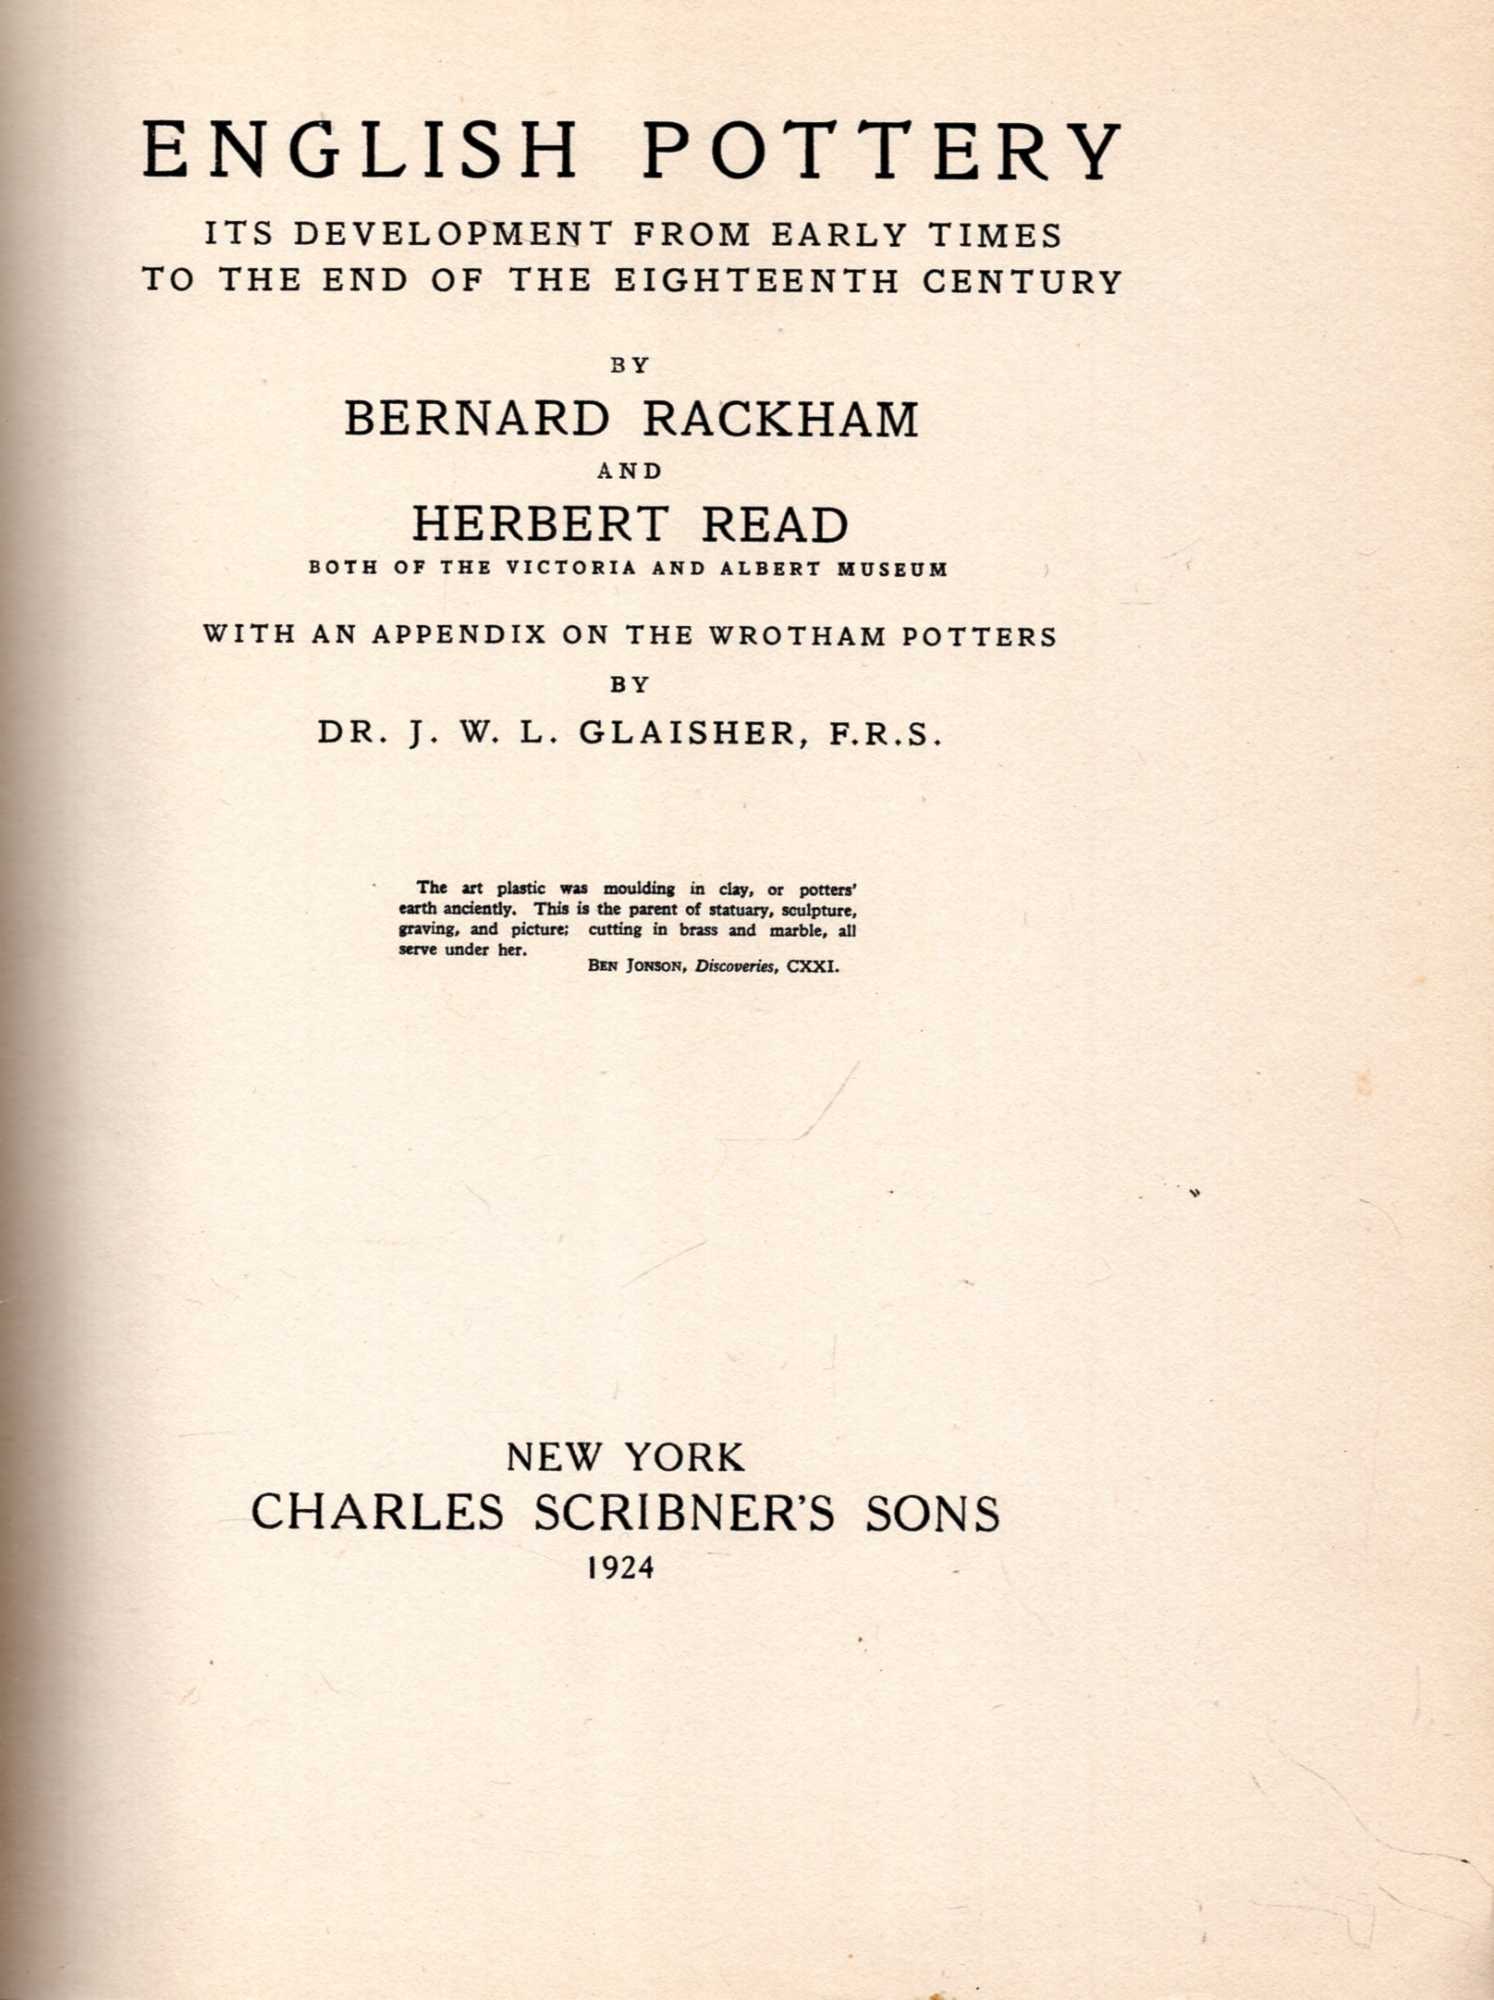 ENGLISH POTTERY
ITS DEVELOPMENT FROM EARLY TIMES
TO THE END OF THE EIGHTEENTH CENTURY
BY
BERNARD RACKHAM
AND
HERBERT READ
BOTH OF THE VICTORIA AND ALBERT MUSEUM
WITH AN APPENDIX ON THE WROTHAM POTTERS
BY
DR. J. W. L. GLAISHER, F.R.S.
The art plastic was moulding in clay, or potters'
earth anciently. This is the parent of statuary, sculpture,
graving, and picture; cutting in brass and marble, all
serve under her.
BEN JONSON, Discoveries, CXXI.
NEW YORK
CHARLES SCRIBNER'S SONS
1924